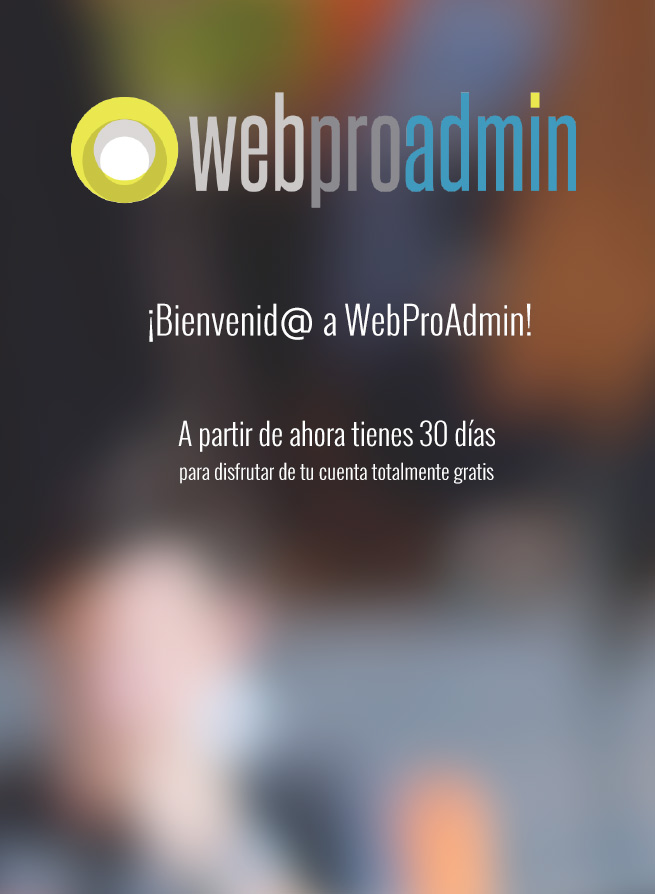 webproadmin
¡Bienvenid@ a WebProAdmin!
A partir de ahora tienes 30 días
para disfrutar de tu cuenta totalmente gratis